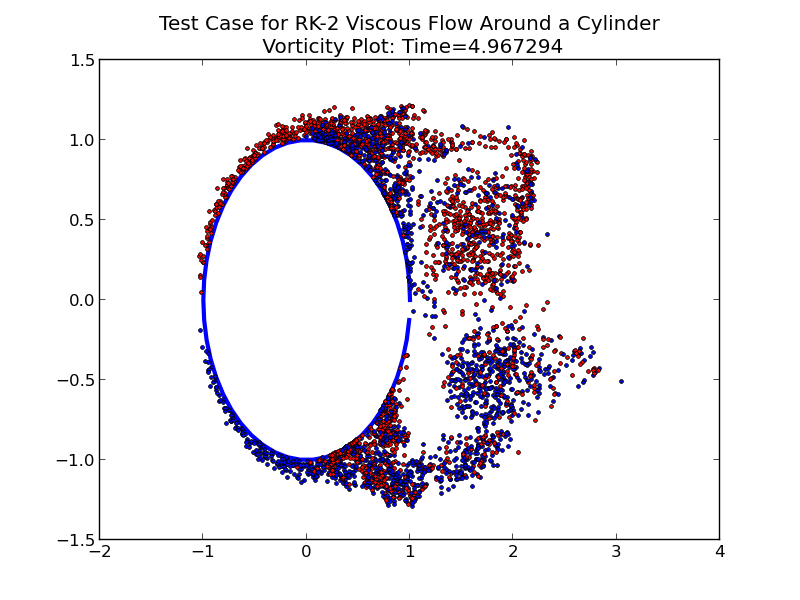 Test Case for RK-2 Viscous Flow Around a Cylinder
Vorticity Plot: Time=4.967294
1.5
1.0
0.5
0.0
−0.5
−1.0
−1.5
−2 −1 0 1 2 3 4